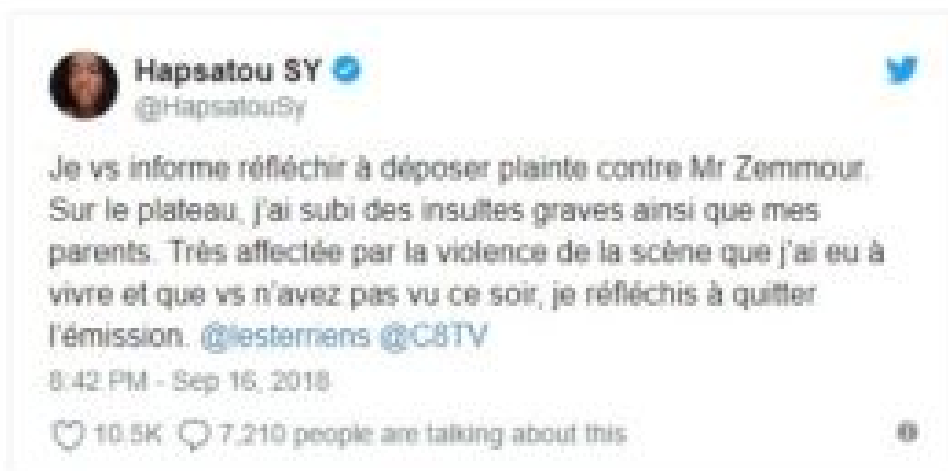 Hapsatou SY
@HapsatouSy
Je vs informe réfléchir à déposer plainte contre Mr Zemmour.
Sur le plateau, j'ai subi des insultes graves ainsi que mes
parents. Très affectée par la violence de la scène que j'ai eu à
vivre et que vs n'avez pas vu ce soir, je réfléchis à quitter
l'émission. @lesterriens @C8TV
8:42 PM - Sep 16, 2018
10.5K 7,210 people are talking about this